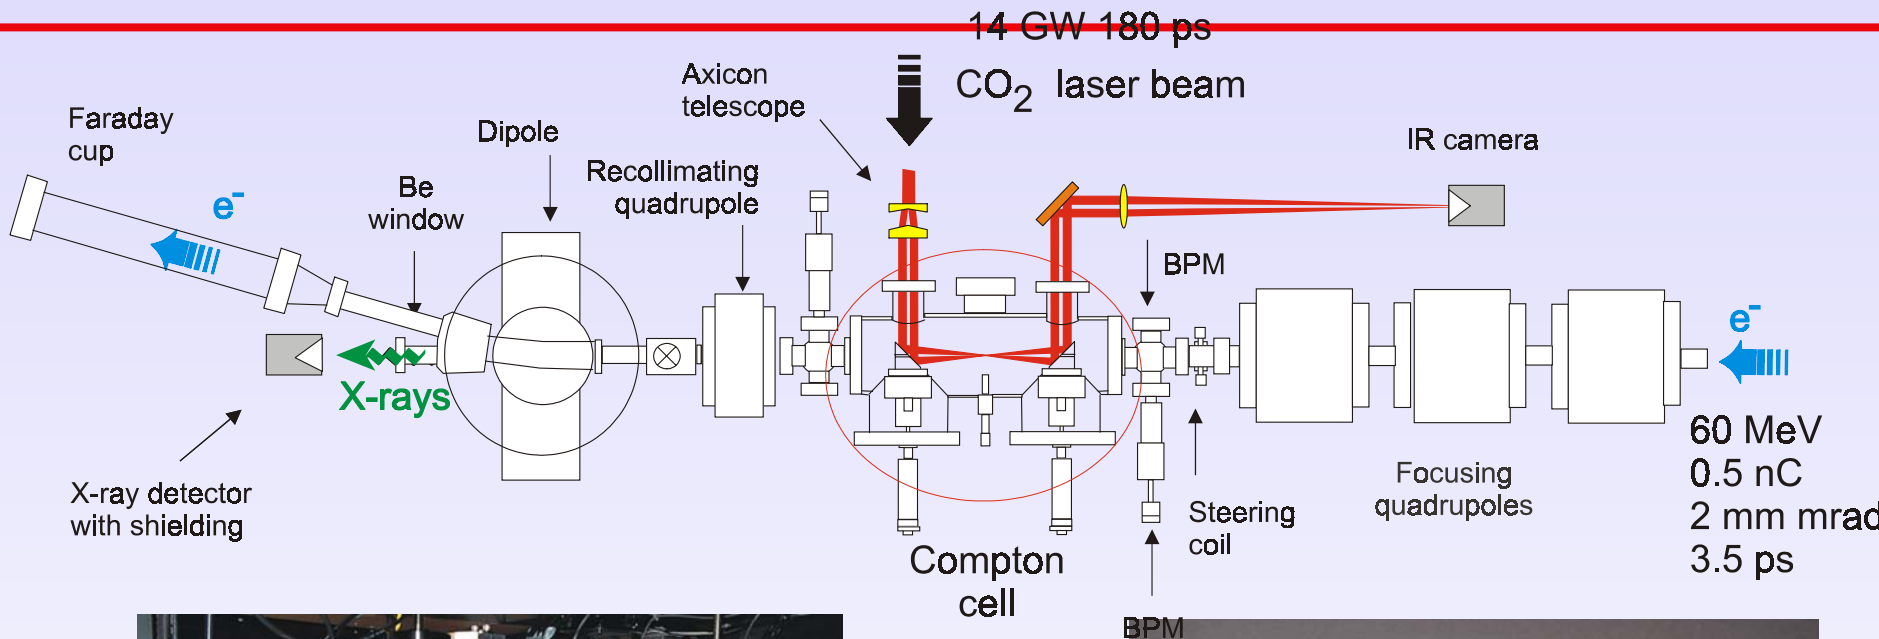 14 GW 180 ps
CO2 laser beam
Axicon
telescope
Faraday
cup
Dipole
IR camera
Recollimating
quadrupole
Be
window
e-
BPM
e-
X-rays
60 MeV
0.5 nC
2 mm mrad
3.5 ps
Focusing
quadrupoles
X-ray detector
with shielding
Steering
coil
Compton
cell
BPM